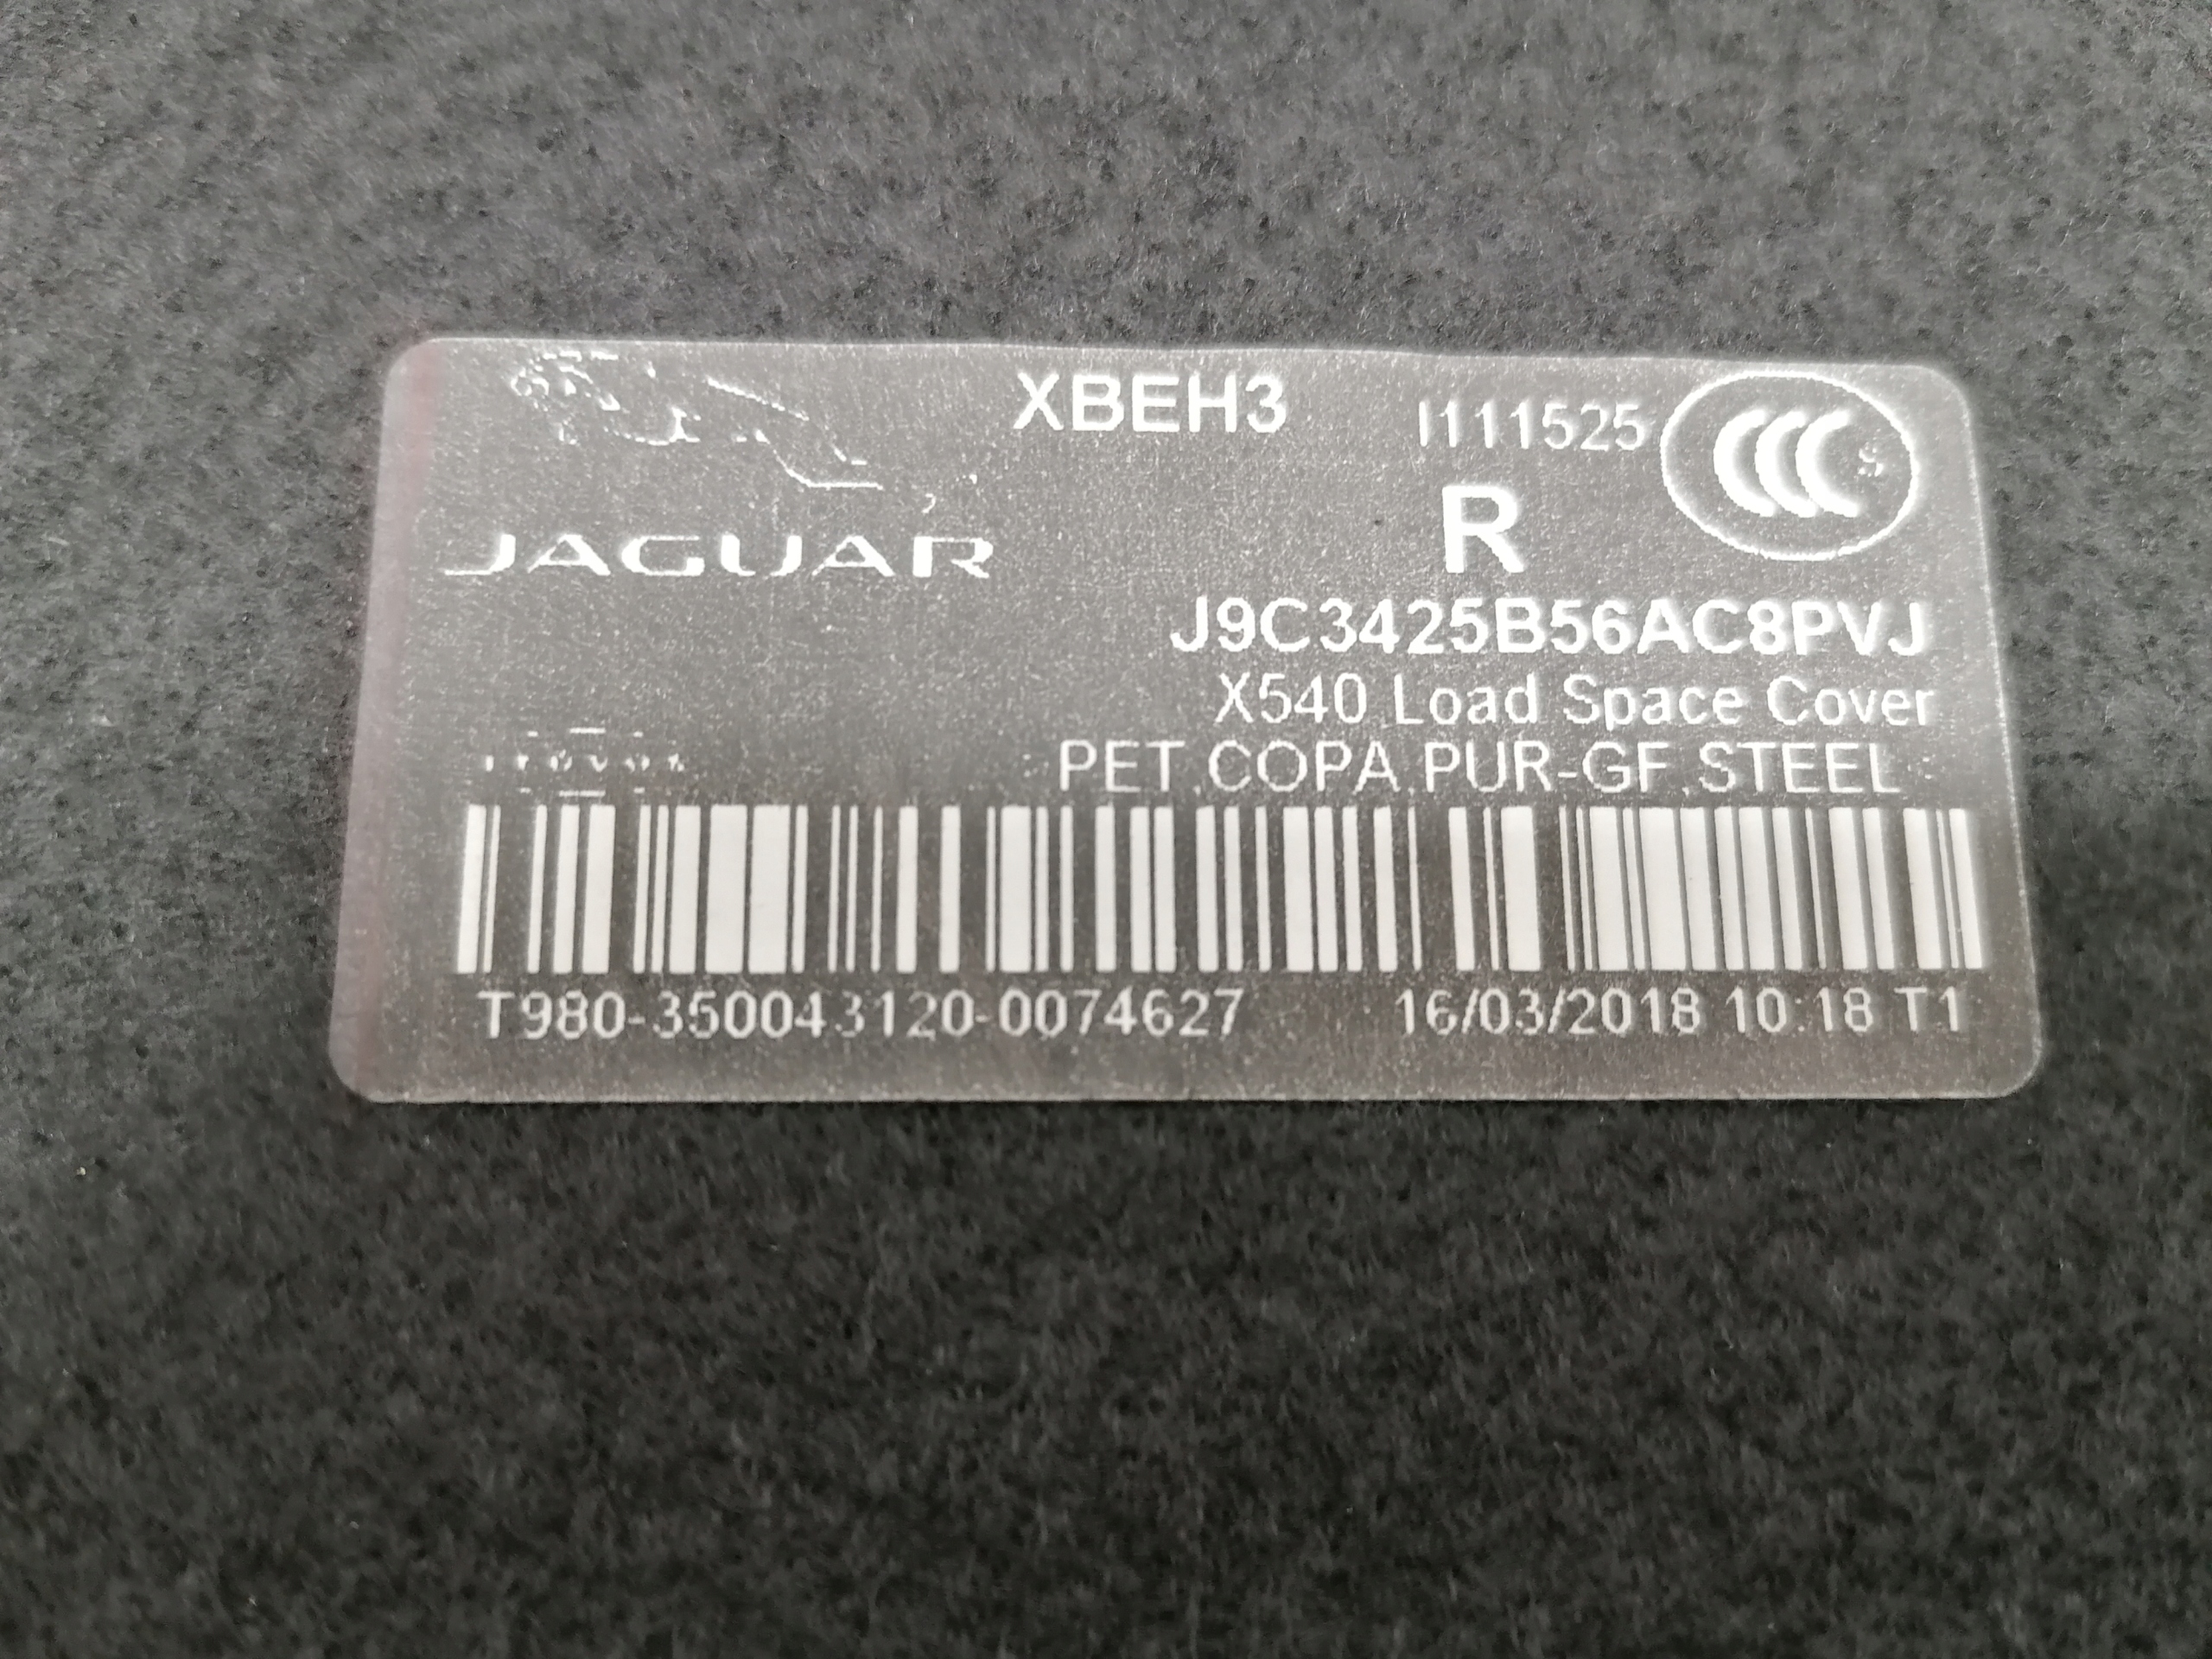 XBEH3
I111525
CCC S
R
JAGUAR
J9C3425B56AC8PVJ
X540 Load Space Cover
PET,COPA,PUR-GF,STEEL
T980-350043120-0074627
16/03/2018 10:18 T1